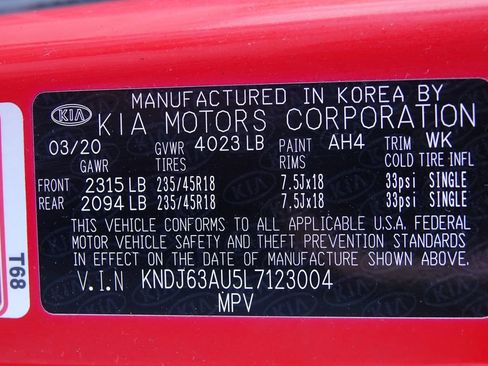 MANUFACTURED IN KOREA BY
KIA KIA MOTORS CORPORATION
03/20 GVWR 4023 LB PAINT AH4 TRIM WK
GAWR TIRES RIMS COLD TIRE INFL
FRONT 2315 LB 235/45R18 7.5Jx18 33psi SINGLE
REAR 2094 LB 235/45R18 7.5Jx18 33psi SINGLE
THIS VEHICLE CONFORMS TO ALL APPLICABLE U.S.A. FEDERAL
MOTOR VEHICLE SAFETY AND THEFT PREVENTION STANDARDS
IN EFFECT ON THE DATE OF MANUFACTURE SHOWN ABOVE.
V.I.N KNDJ63AU5L7123004
MPV
T68